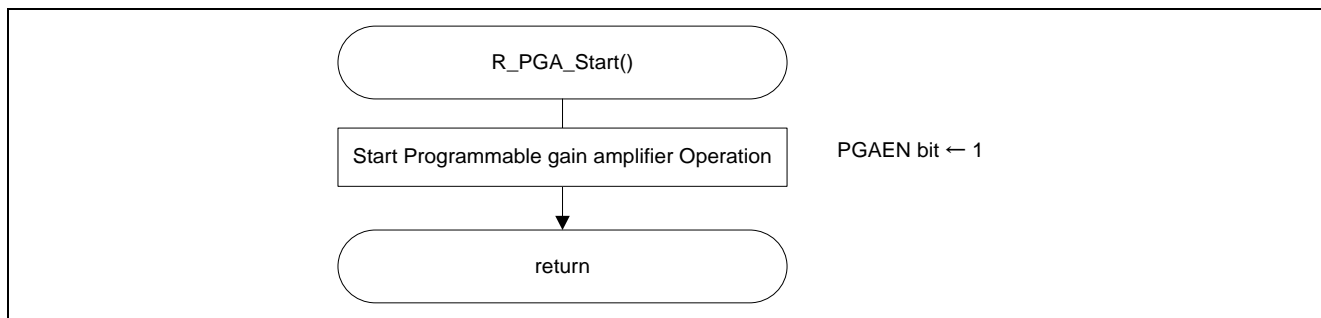 R_PGA_Start()
Start Programmable gain amplifier Operation
PGAEN bit ← 1
return